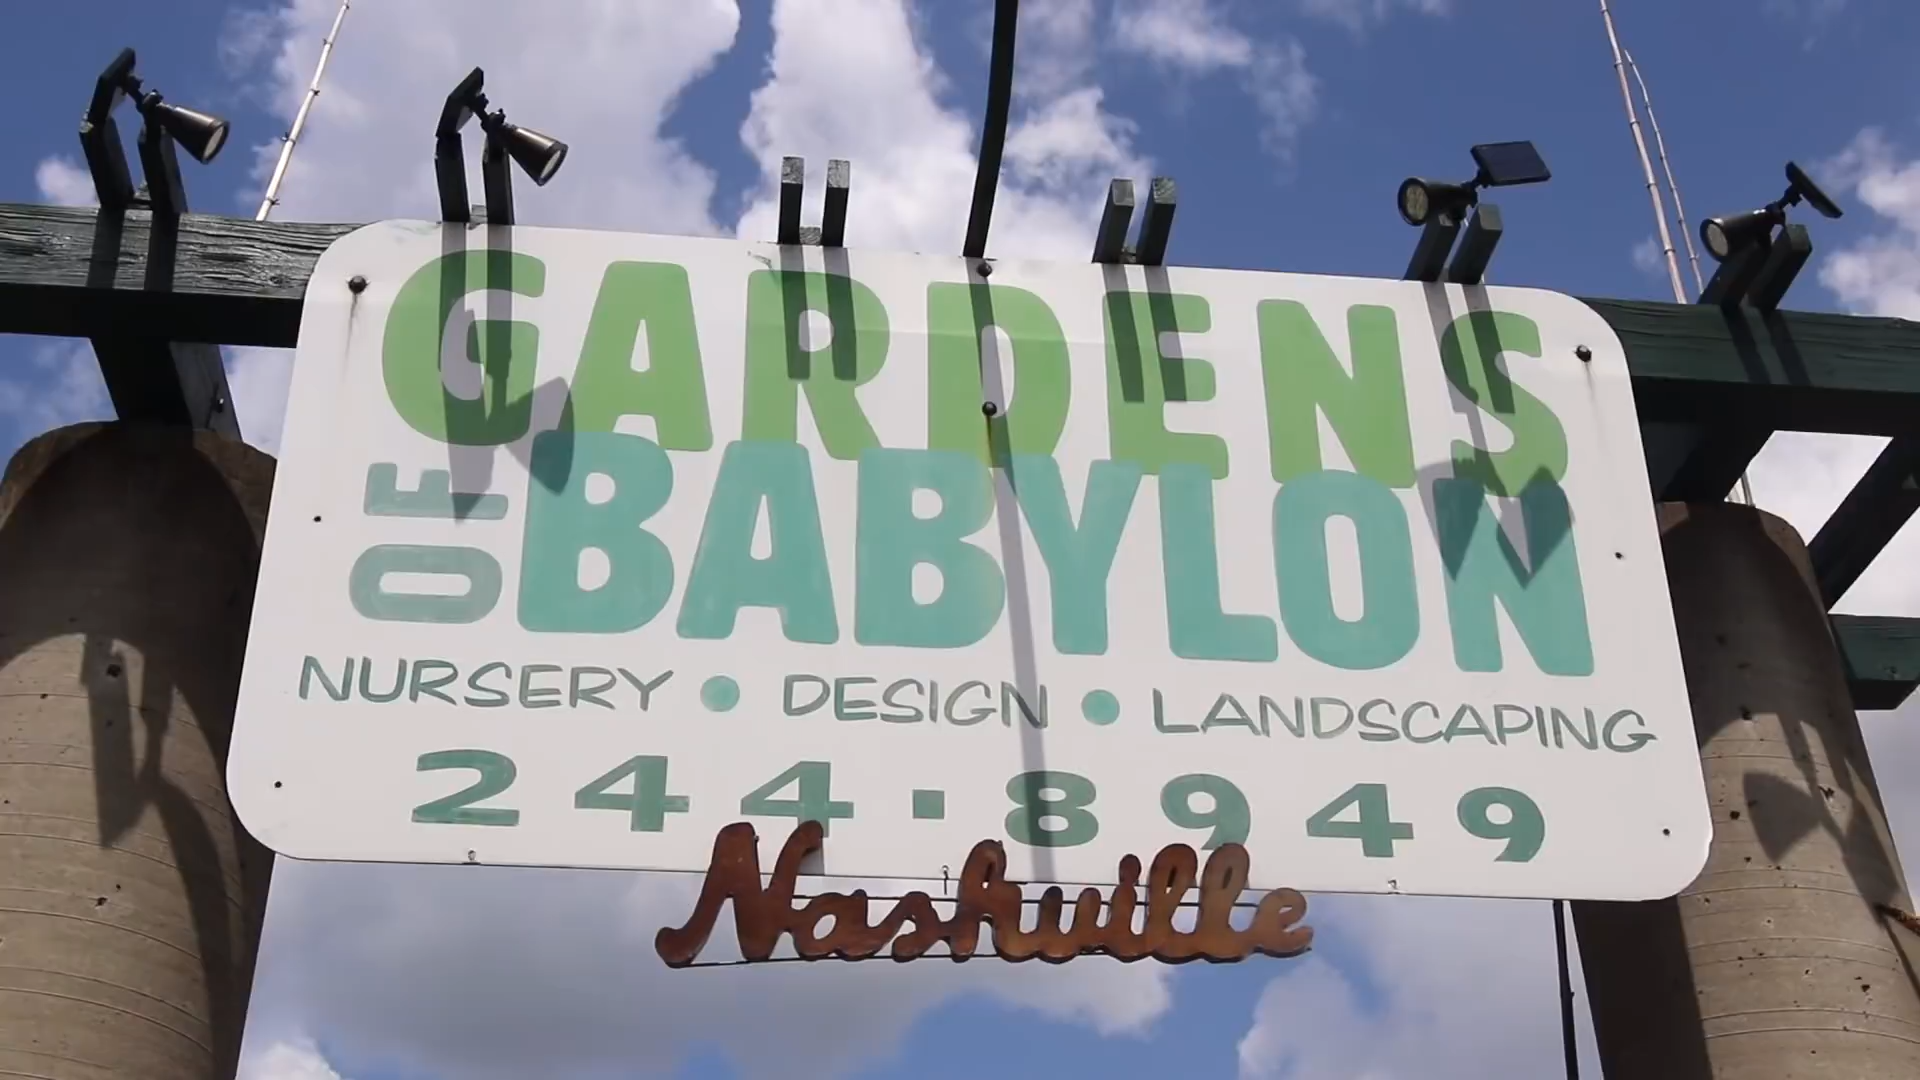 GARDENS
OF BABYLON
NURSERY • DESIGN • LANDSCAPING
244·8949
Nashville